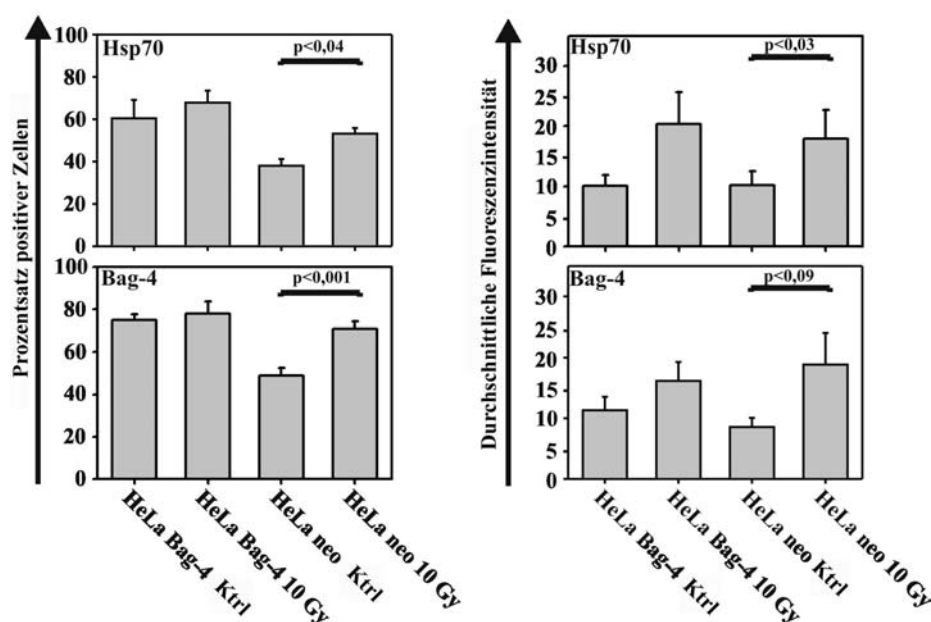 Prozentsatz positiver Zellen
Hsp70
p<0,04
100
80
60
40
20
0
Bag-4
p<0,001
100
80
60
40
20
0
HeLa Bag-4 Ktrl
HeLa Bag-4 10 Gy
HeLa neo Ktrl
HeLa neo 10 Gy
Durchschnittliche Fluoreszenzintensität
Hsp70
p<0,03
30
25
20
15
10
5
0
Bag-4
p<0,09
30
25
20
15
10
5
0
HeLa Bag-4 Ktrl
HeLa Bag-4 10 Gy
HeLa neo Ktrl
HeLa neo 10 Gy